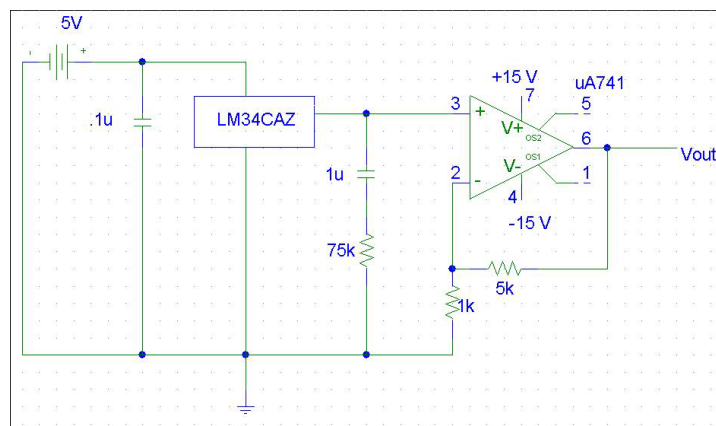 5V
- +
.1u
LM34CAZ
1u
75k
+15 V
uA741
3
+
7
V+
OS2
5
6
Vout
2
-
V-
OS1
1
4
-15 V
5k
1k